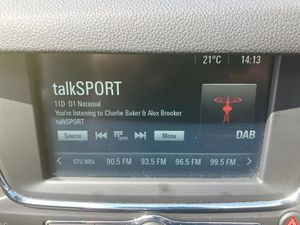 21°C 14:13
talkSPORT
11D D1 National
You're listening to Charlie Baker & Alex Brooker
talkSPORT
Source Tune Menu
DAB
< STU BRU 90.5 FM 93.5 FM 96.5 FM 99.5 FM >